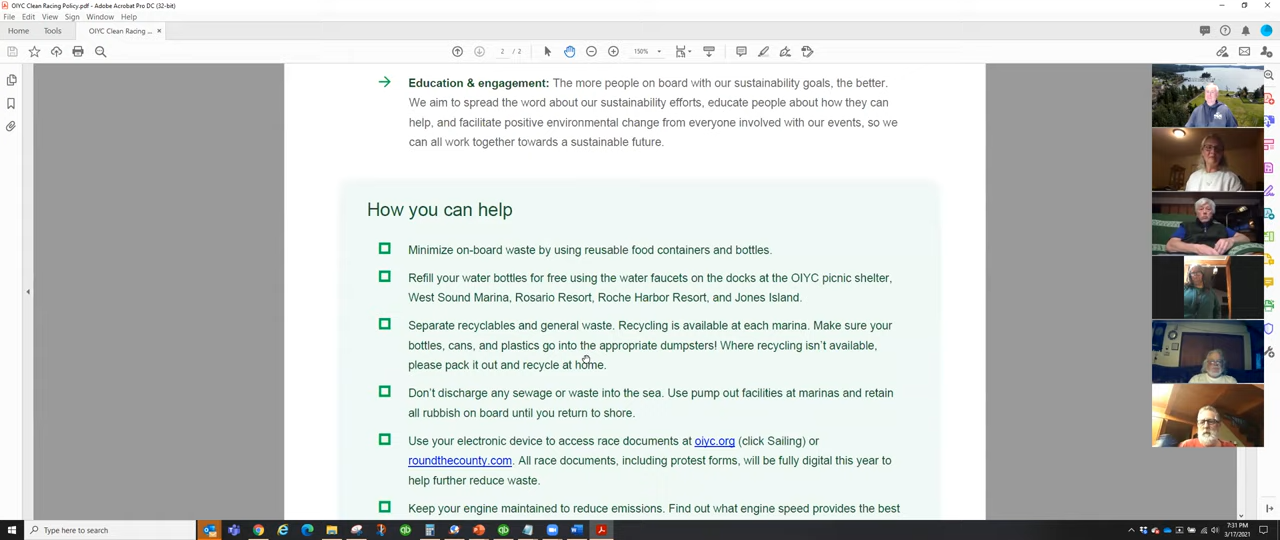 OIYC Clean Racing Policy.pdf - Adobe Acrobat Pro DC (32-bit)
File Edit View Sign Window Help
Home Tools OIYC Clean Racing ... ×
2 / 2 150%
Education & engagement: The more people on board with our sustainability goals, the better.
We aim to spread the word about our sustainability efforts, educate people about how they can
help, and facilitate positive environmental change from everyone involved with our events, so we
can all work together towards a sustainable future.
How you can help
Minimize on-board waste by using reusable food containers and bottles.
Refill your water bottles for free using the water faucets on the docks at the OIYC picnic shelter,
West Sound Marina, Rosario Resort, Roche Harbor Resort, and Jones Island.
Separate recyclables and general waste. Recycling is available at each marina. Make sure your
bottles, cans, and plastics go into the appropriate dumpsters! Where recycling isn't available,
please pack it out and recycle at home.
Don't discharge any sewage or waste into the sea. Use pump out facilities at marinas and retain
all rubbish on board until you return to shore.
Use your electronic device to access race documents at oiyc.org (click Sailing) or
roundthecounty.com. All race documents, including protest forms, will be fully digital this year to
help further reduce waste.
Keep your engine maintained to reduce emissions. Find out what engine speed provides the best
Type here to search
7:31 PM
3/17/2021